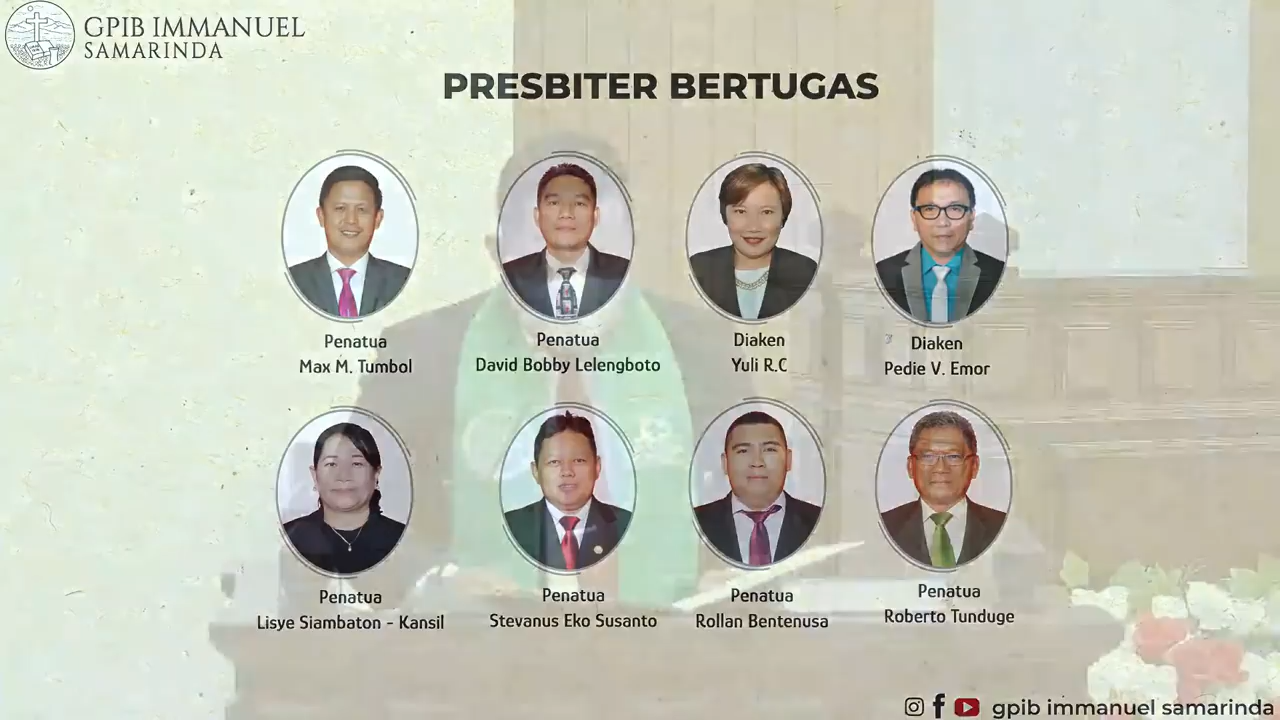 GPIB IMMANUEL
SAMARINDA
PRESBITER BERTUGAS
Penatua
Max M. Tumbol
Penatua
David Bobby Lelengboto
Diaken
Yuli R.C
Diaken
Pedie V. Emor
Penatua
Lisye Siambaton - Kansil
Penatua
Stevanus Eko Susanto
Penatua
Rollan Bentenusa
Penatua
Roberto Tunduge
gpib immanuel samarinda